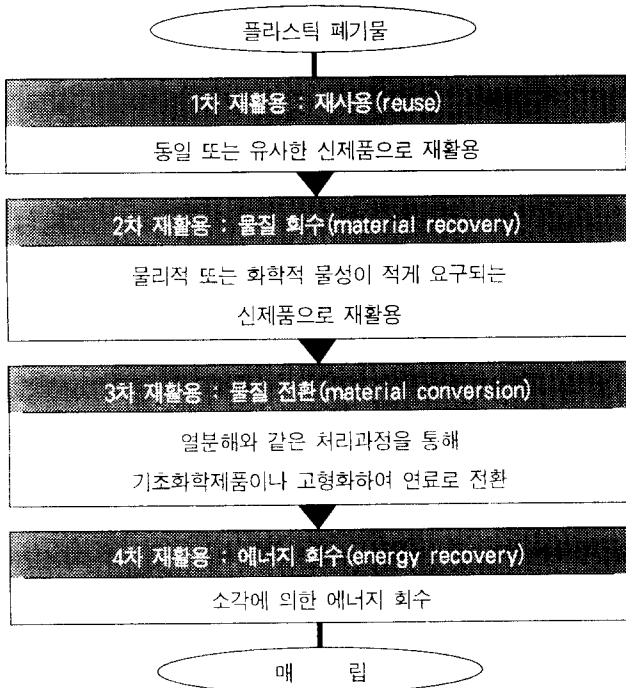 플라스틱 폐기물
1차 재활용 : 재사용(reuse)
동일 또는 유사한 신제품으로 재활용
2차 재활용 : 물질 회수(material recovery)
물리적 또는 화학적 물성이 적게 요구되는
신제품으로 재활용
3차 재활용 : 물질 전환(material conversion)
열분해와 같은 처리과정을 통해
기초화학제품이나 고형화하여 연료로 전환
4차 재활용 : 에너지 회수(energy recovery)
소각에 의한 에너지 회수
매 립